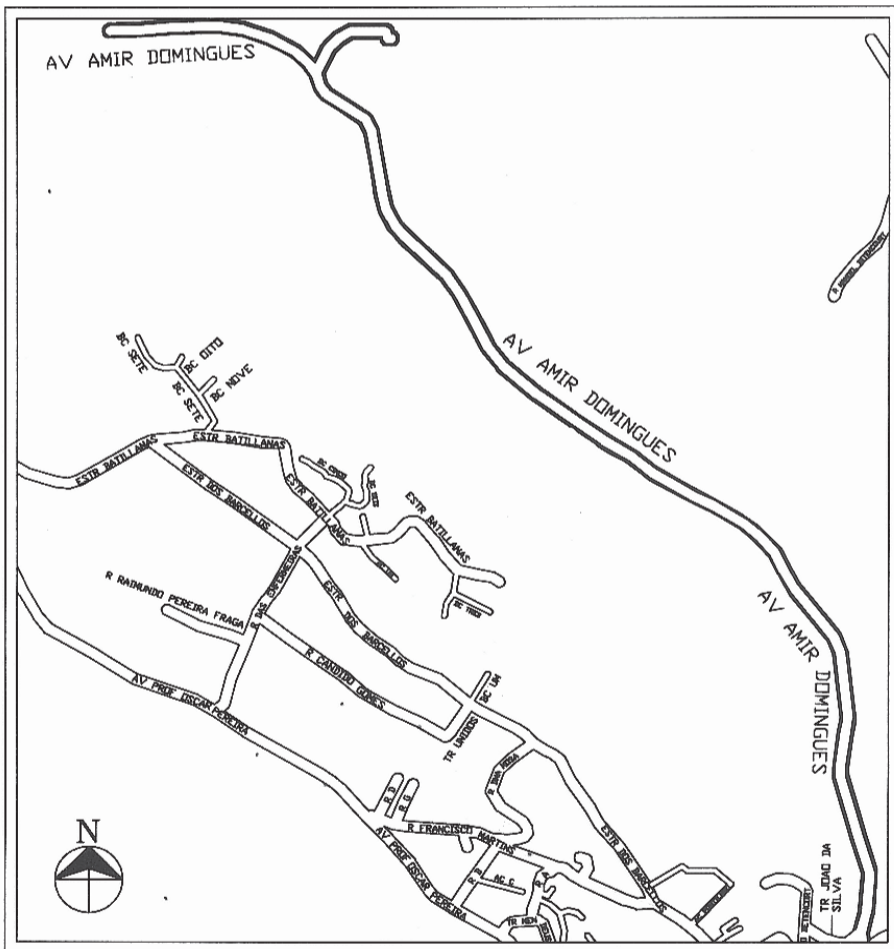 AV AMIR DOMINGUES
BC SETE
BC OITO
BC SETE
BC NOVE
AV AMIR DOMINGUES
ESTR BATILLANAS
ESTR BATILLANAS
ESTR BATILLANAS
ESTR BATILLANAS
ESTR DOS BARCELLOS
R DAS ENFERMEIRAS
R RAIMUNDO PEREIRA FRAGA
ESTR DOS BARCELLOS
R CANDIDO GOMES
AV AMIR DOMINGUES
AV PROF OSCAR PEREIRA
BC UM
TR UNIDOS
R D
R G
R FRANCISCO MARTINS
ESTR DOS BARCELLOS
AV PROF OSCAR PEREIRA
R B
AC C
R A
TR JOAO DA
SILVA
N